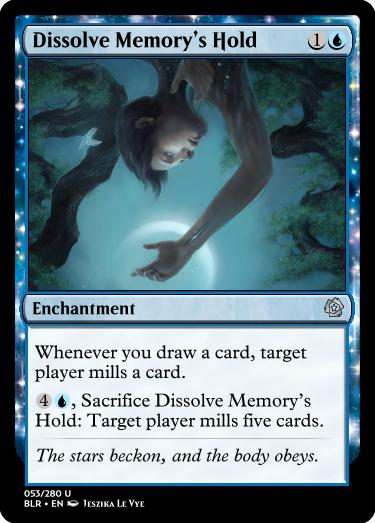 Dissolve Memory's Hold 1
Enchantment
Whenever you draw a card, target
player mills a card.
4, Sacrifice Dissolve Memory's
Hold: Target player mills five cards.
The stars beckon, and the body obeys.
053/280 U
BLR • EN Jeszika Le Vye